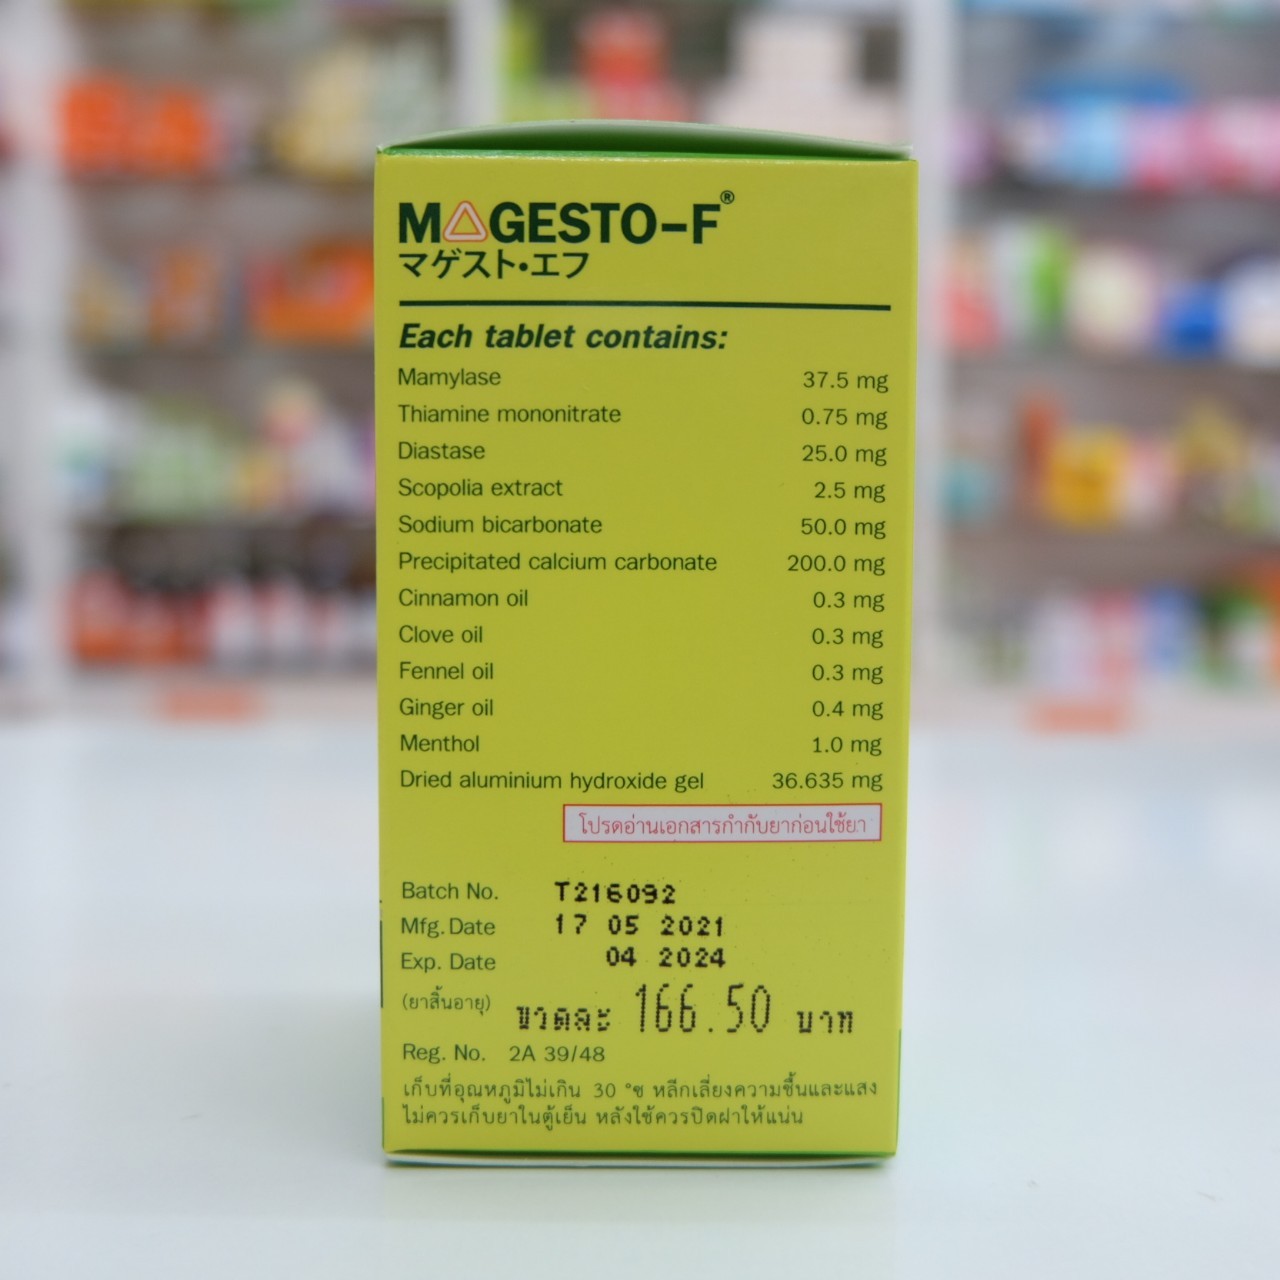 MAGESTO-F®
マゲスト・エフ
Each tablet contains:
Mamylase 37.5 mg
Thiamine mononitrate 0.75 mg
Diastase 25.0 mg
Scopolia extract 2.5 mg
Sodium bicarbonate 50.0 mg
Precipitated calcium carbonate 200.0 mg
Cinnamon oil 0.3 mg
Clove oil 0.3 mg
Fennel oil 0.3 mg
Ginger oil 0.4 mg
Menthol 1.0 mg
Dried aluminium hydroxide gel 36.635 mg
โปรดอ่านเอกสารกำกับยาก่อนใช้ยา
Batch No. T216092
Mfg. Date 17 05 2021
Exp. Date 04 2024
(ยาสิ้นอายุ) ขวดละ 166.50 บาท
Reg. No. 2A 39/48
เก็บที่อุณหภูมิไม่เกิน 30 °ซ หลีกเลี่ยงความชื้นและแสง
ไม่ควรเก็บยาในตู้เย็น หลังใช้ควรปิดฝาให้แน่น